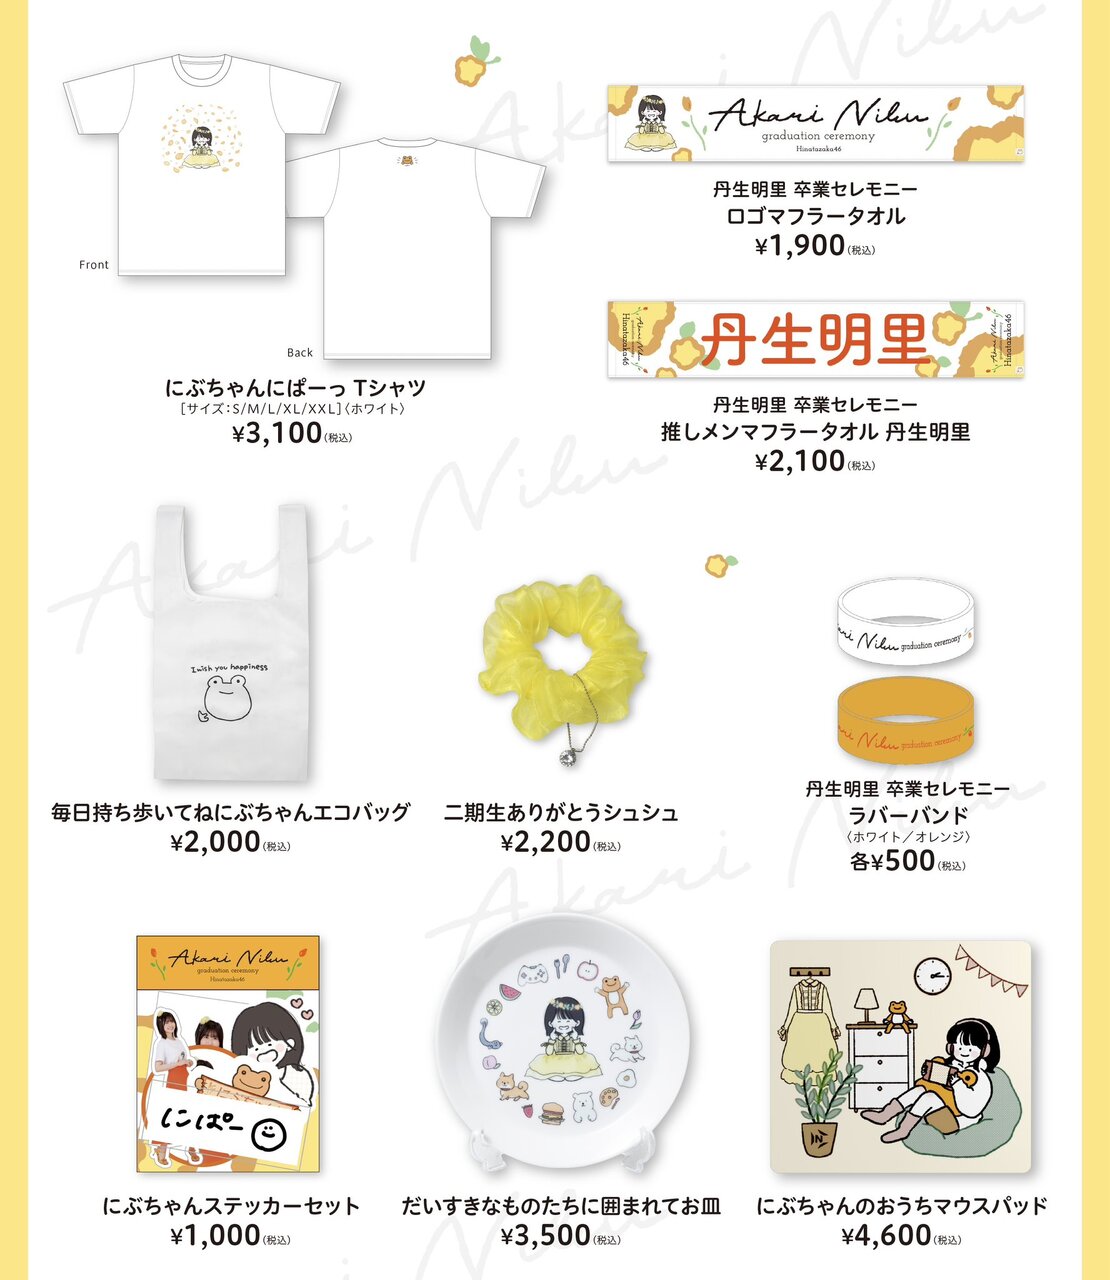 Akari Nibu
Front
Back
にぶちゃんにぱーっ Tシャツ
[サイズ:S/M/L/XL/XXL]〈ホワイト〉
¥3,100(税込)
Akari Nibu
graduation ceremony
Hinatazaka46
丹生明里 卒業セレモニー
ロゴマフラータオル
¥1,900(税込)
Hinatazaka46
Akari Nibu
graduation ceremony
丹生明里
Akari Nibu
graduation ceremony
Hinatazaka46
丹生明里 卒業セレモニー
推しメンマフラータオル 丹生明里
¥2,100(税込)
Akari Nibu
I wish you happiness
毎日持ち歩いてねにぶちゃんエコバッグ
¥2,000(税込)
二期生ありがとうシュシュ
¥2,200(税込)
Akari Nibu graduation ceremony
Akari Nibu graduation ceremony
丹生明里 卒業セレモニー
ラバーバンド
〈ホワイト/オレンジ〉
各¥500(税込)
Akari Nibu
Akari Nibu
graduation ceremony
Hinatazaka46
にぱー
にぶちゃんステッカーセット
¥1,000(税込)
だいすきなものたちに囲まれてお皿
¥3,500(税込)
にぶちゃんのおうちマウスパッド
¥4,600(税込)